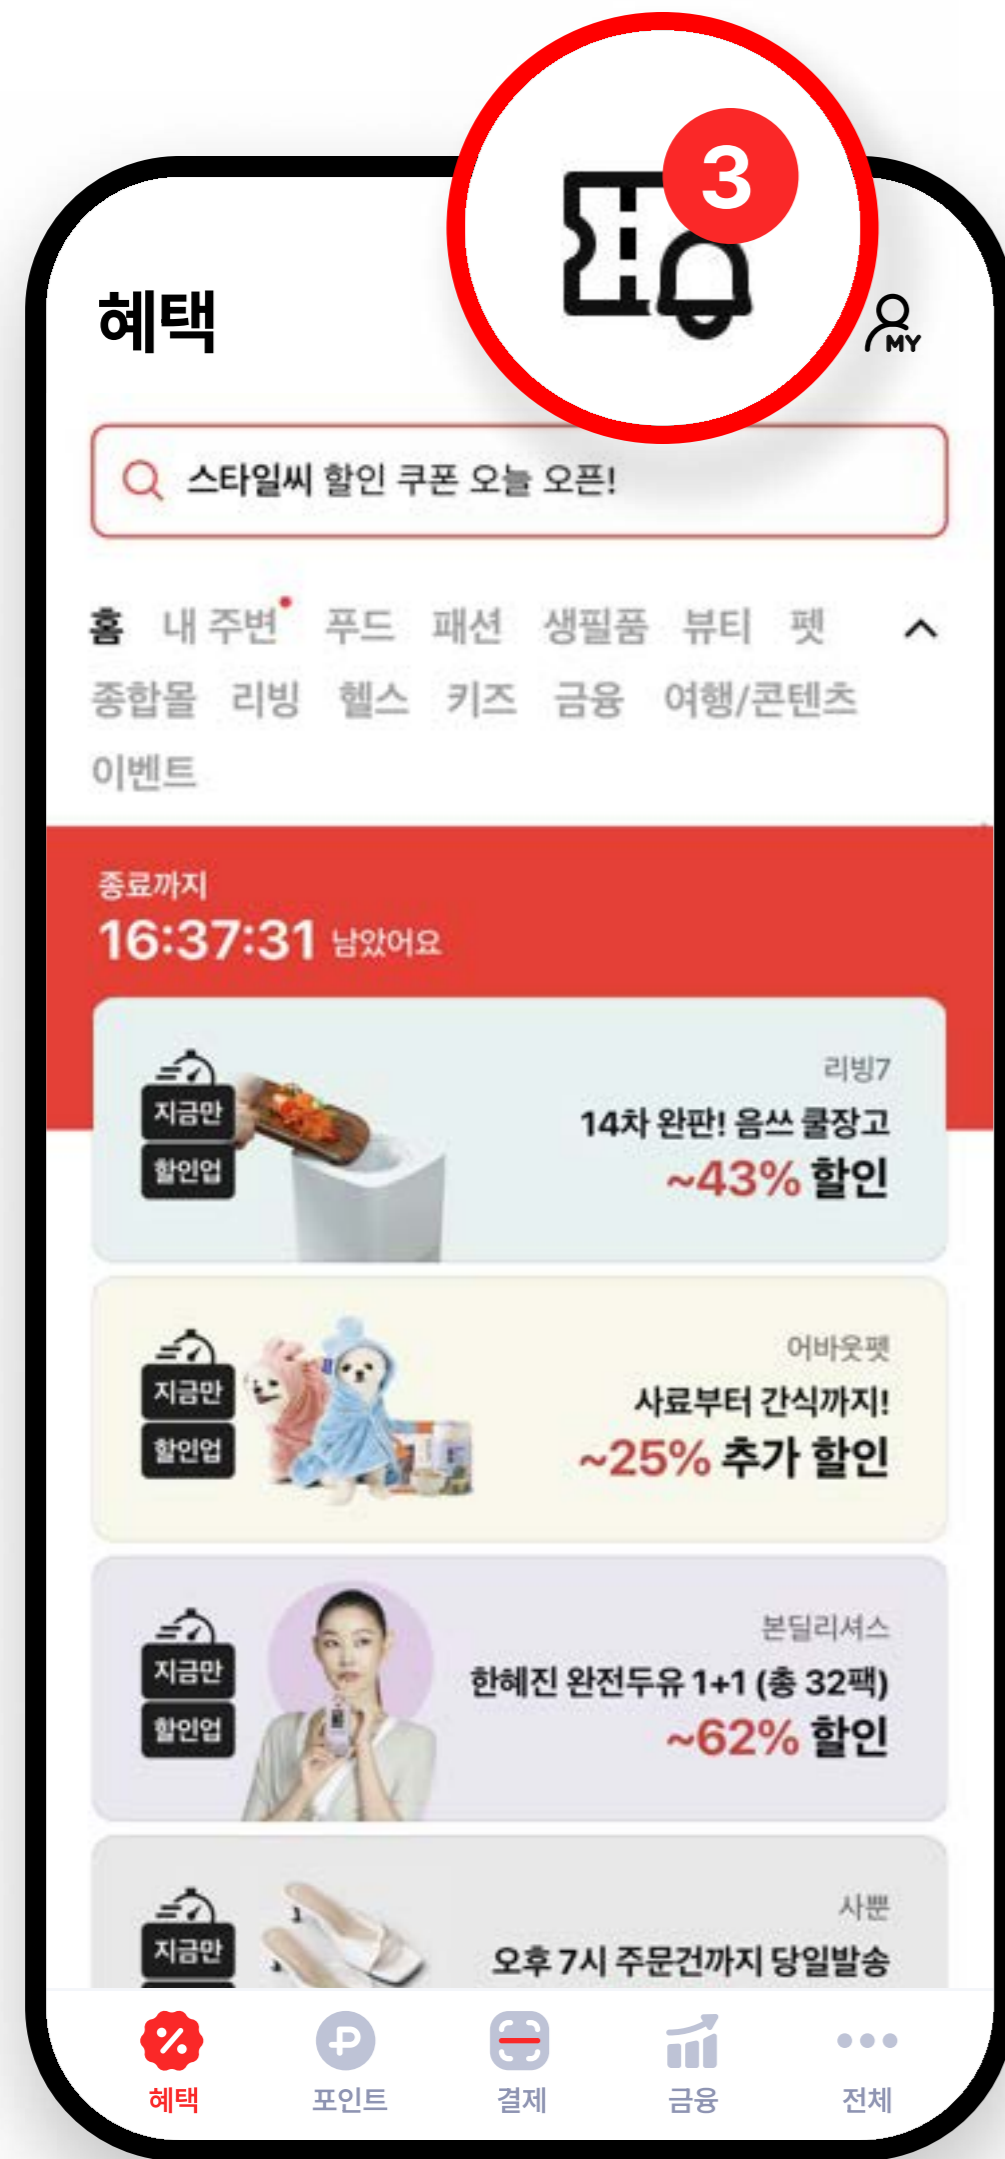 3
혜택
MY
스타일씨 할인 쿠폰 오늘 오픈!
홈 내 주변 푸드 패션 생필품 뷰티 펫
종합몰 리빙 헬스 키즈 금융 여행/콘텐츠
이벤트
종료까지
16:37:31 남았어요
지금만
할인업
리빙7
14차 완판! 음쓰 쿨장고
~43% 할인
지금만
할인업
어바웃펫
사료부터 간식까지!
~25% 추가 할인
지금만
할인업
본딜리셔스
한혜진 완전두유 1+1 (총 32팩)
~62% 할인
지금만
사뿐
오후 7시 주문건까지 당일발송
혜택 포인트 결제 금융 전체